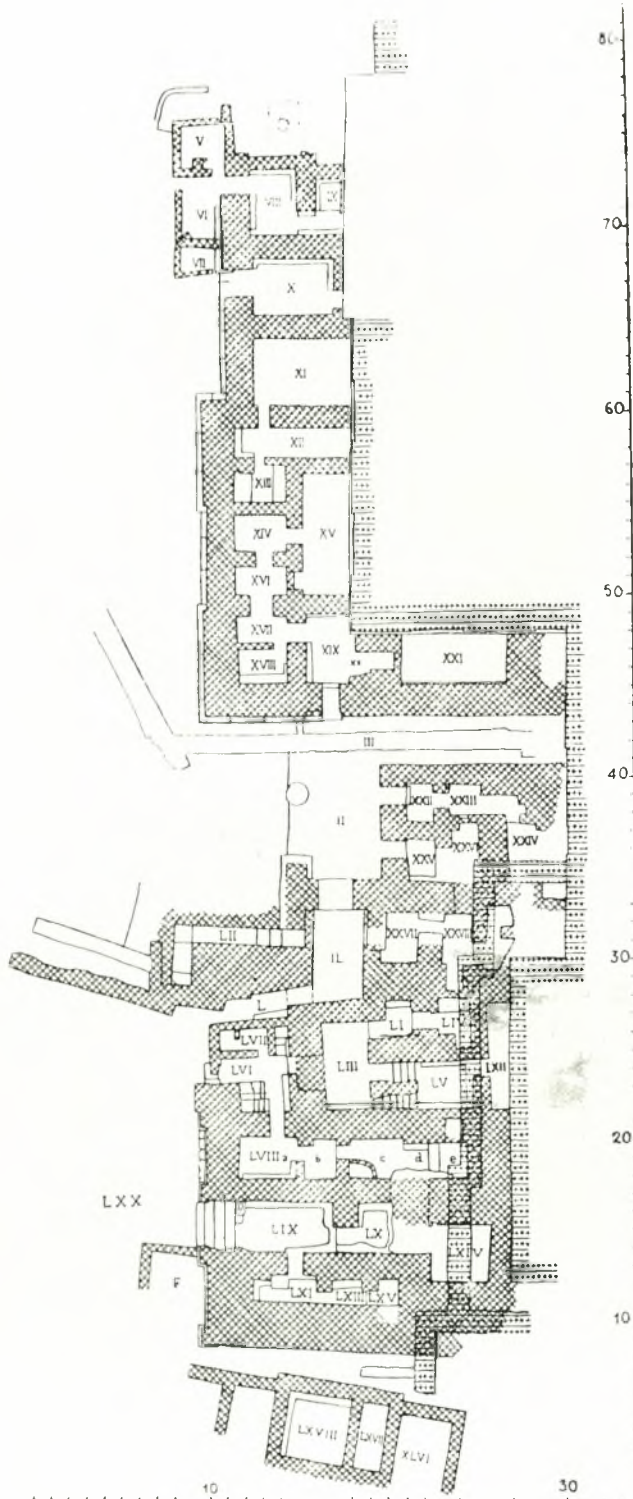 80
V
VIII
IX
70
VI
VII
X
XI
60
XII
XIII
XIV
XV
XVI
50
XVII
XIX
XVIII
XX
XXI
III
40
XXII
XXIII
II
XXV
XXIV
LII
XXVII
IL
30
L
LI
LIV
LVII
LVI
LIII
LV
LXII
20
LVIII
a
b
c
d
e
LXX
LIX
LX
LXIV
F
LXI
LXII
LXV
10
LXVIII
LXVII
XLVI
10
30